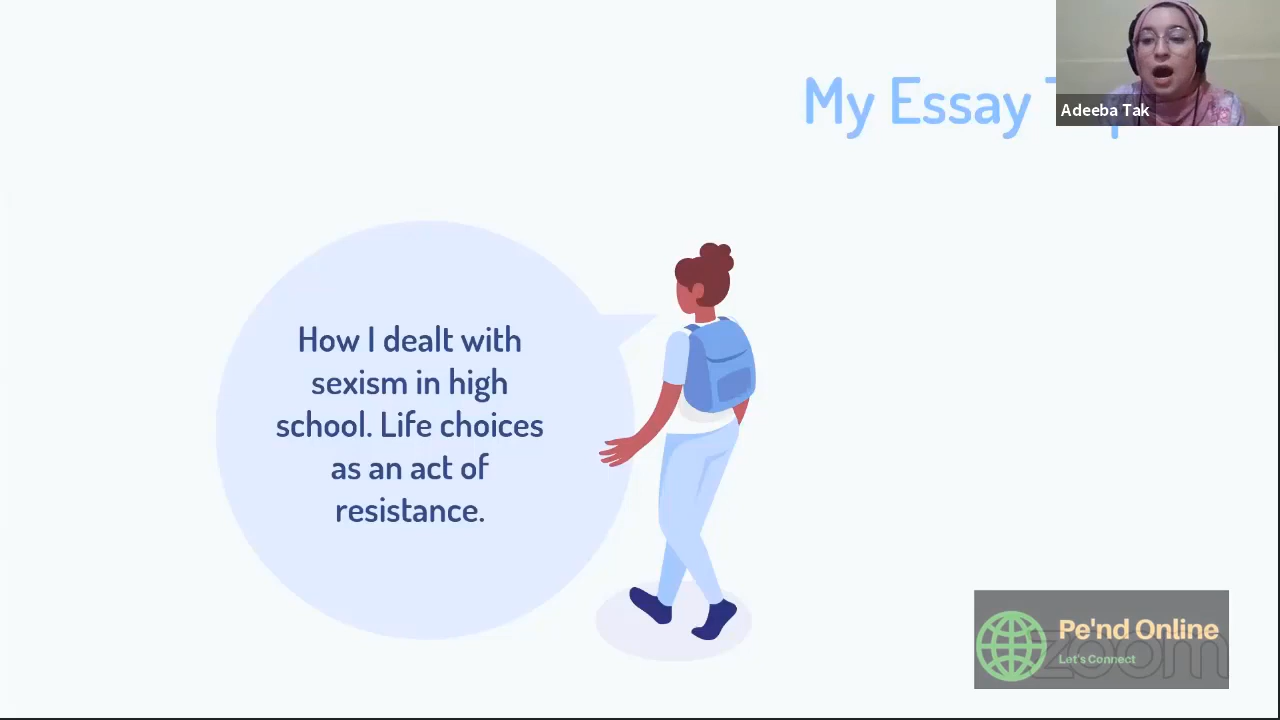 My Essay
Adeeba Tak
How I dealt with
sexism in high
school. Life choices
as an act of
resistance.
Pe'nd Online
Let's Connect
zoom